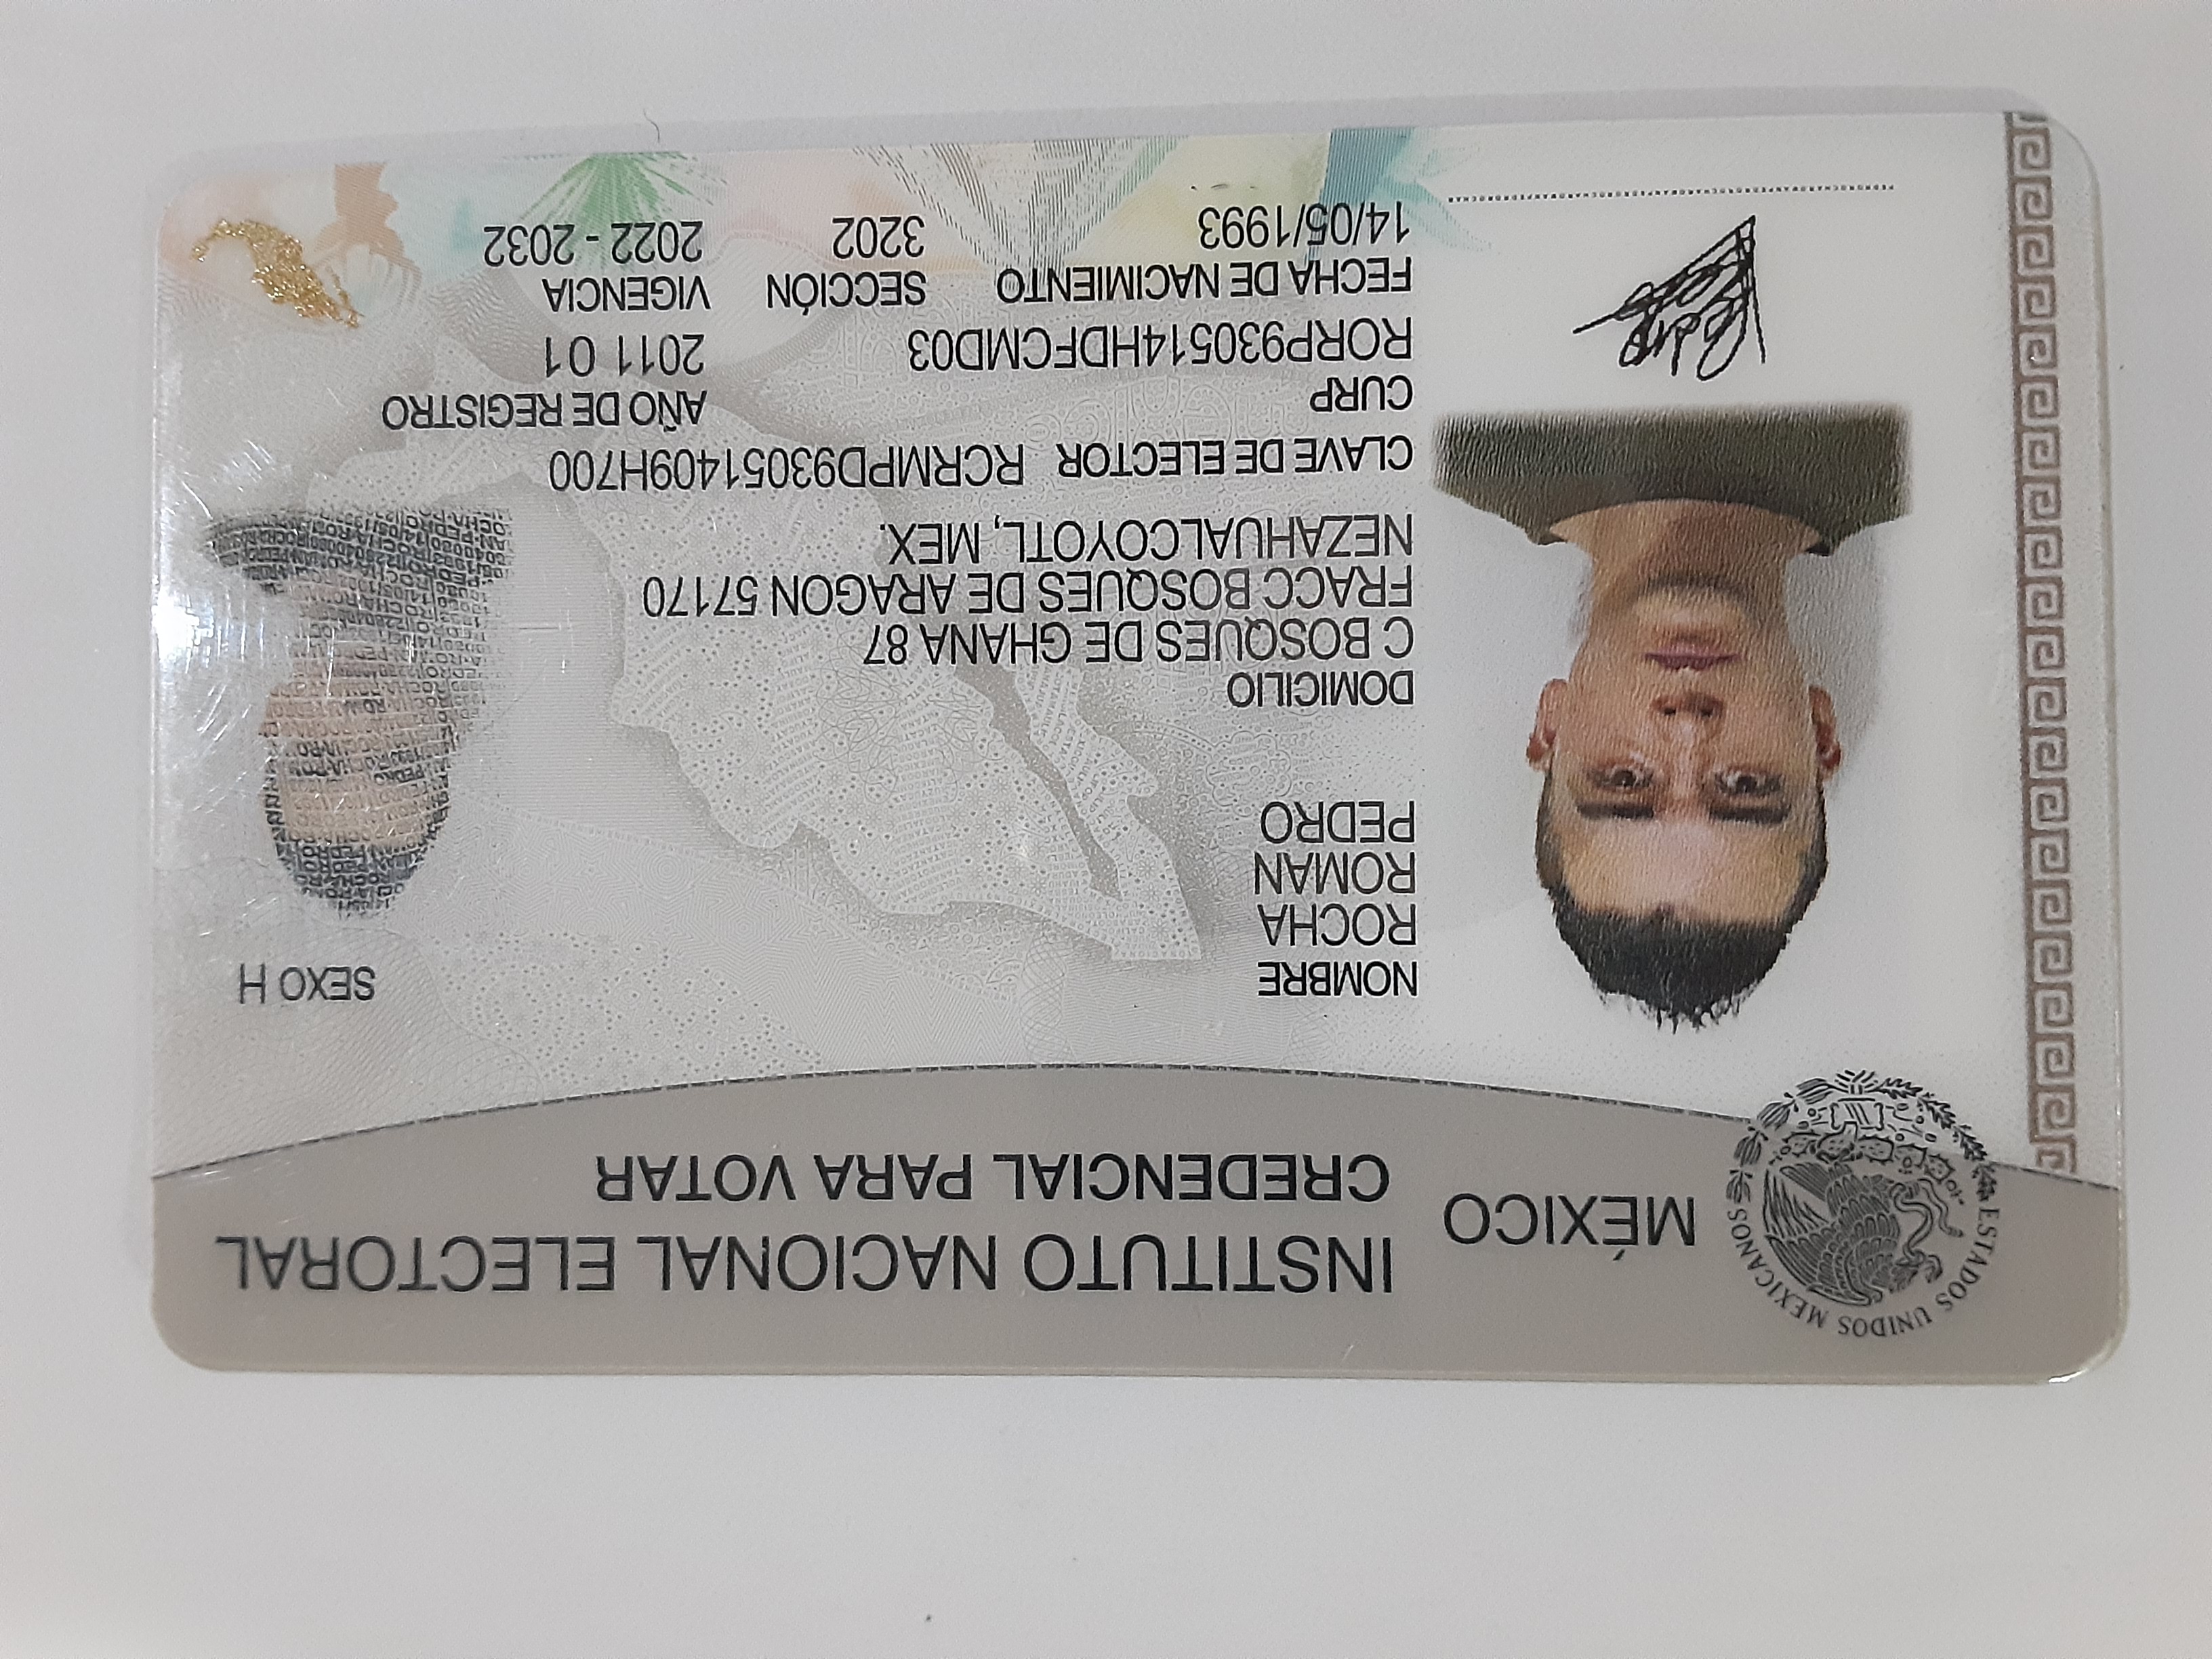 MÉXICO
INSTITUTO NACIONAL ELECTORAL
CREDENCIAL PARA VOTAR
ESTADOS UNIDOS MEXICANOS
NOMBRE
ROCHA
ROMAN
PEDRO
SEXO H
DOMICILIO
C BOSQUES DE GHANA 87
FRACC BOSQUES DE ARAGON 57170
NEZAHUALCOYOTL, MEX.
CLAVE DE ELECTOR RCRMPD93051409H700
CURP
RORP930514HDFCMD03
AÑO DE REGISTRO
2011 01
FECHA DE NACIMIENTO
14/05/1993
SECCIÓN
3202
VIGENCIA
2022 - 2032